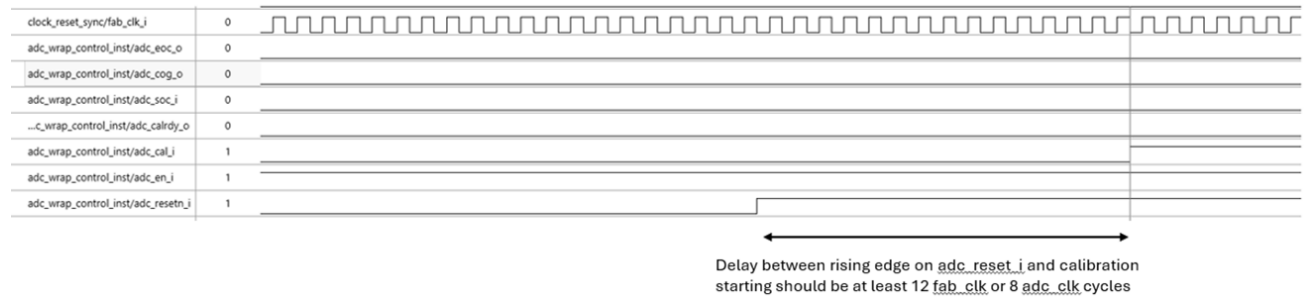 clock_reset_sync/fab_clk_i 0
adc_wrap_control_inst/adc_eoc_o 0
adc_wrap_control_inst/adc_cog_o 0
adc_wrap_control_inst/adc_soc_i 0
...c_wrap_control_inst/adc_calrdy_o 0
adc_wrap_control_inst/adc_cal_i 1
adc_wrap_control_inst/adc_en_i 1
adc_wrap_control_inst/adc_resetn_i 1
Delay between rising edge on adc_reset_i and calibration
starting should be at least 12 fab_clk or 8 adc_clk cycles